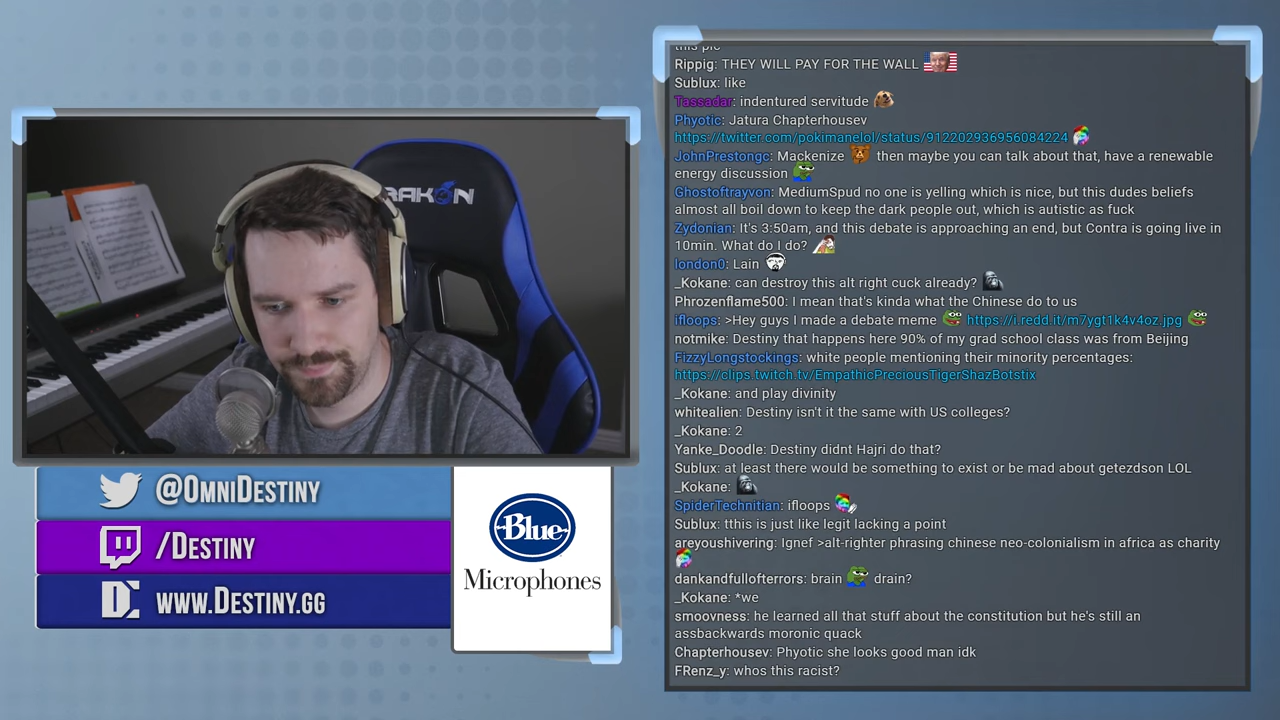 this pic
Rippig: THEY WILL PAY FOR THE WALL
Sublux: like
Tassadar: indentured servitude
Phyotic: Jatura Chapterhousev
https://twitter.com/pokimanelol/status/912202936956084224
JohnPrestongc: Mackenize then maybe you can talk about that, have a renewable
energy discussion
Ghostoftrayvon: MediumSpud no one is yelling which is nice, but this dudes beliefs
almost all boil down to keep the dark people out, which is autistic as fuck
Zydonian: It's 3:50am, and this debate is approaching an end, but Contra is going live in
10min. What do I do?
london0: Lain
_Kokane: can destroy this alt right cuck already?
Phrozenflame500: I mean that's kinda what the Chinese do to us
ifloops: >Hey guys I made a debate meme https://i.redd.it/m7ygt1k4v4oz.jpg
notmike: Destiny that happens here 90% of my grad school class was from Beijing
FizzyLongstockings: white people mentioning their minority percentages:
https://clips.twitch.tv/EmpathicPreciousTigerShazBotstix
_Kokane: and play divinity
whitealien: Destiny isn't it the same with US colleges?
_Kokane: 2
Yanke_Doodle: Destiny didnt Hajri do that?
Sublux: at least there would be something to exist or be mad about getezdson LOL
_Kokane:
SpiderTechnitian: ifloops
Sublux: tthis is just like legit lacking a point
areyoushivering: Ignef >alt-righter phrasing chinese neo-colonialism in africa as charity
dankandfullofterrors: brain drain?
_Kokane: *we
smoovness: he learned all that stuff about the constitution but he's still an
assbackwards moronic quack
Chapterhousev: Phyotic she looks good man idk
FRenz_y: whos this racist?
RAKEN
@OmniDestiny
/Destiny
www.Destiny.gg
Blue
Microphones